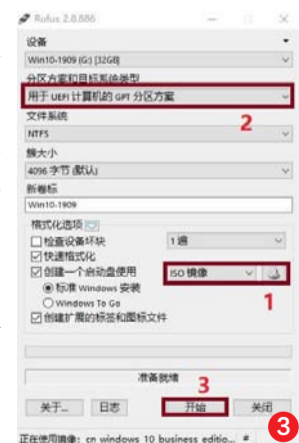 Rufus 2.8.886
设备
Win10-1909 (G:) [32GB]
分区方案和目标系统类型
用于 UEFI 计算机的 GPT 分区方案
文件系统
2
NTFS
簇大小
4096 字节 (默认)
新卷标
Win10-1909
格式化选项
检查设备坏块
1 遍
快速格式化
创建一个启动盘使用
ISO 镜像
标准 Windows 安装
1
Windows To Go
创建扩展的标签和图标文件
准备就绪
3
关于...
日志
开始
关闭
3
正在使用镜像: cn_windows_10_business_editio...
#